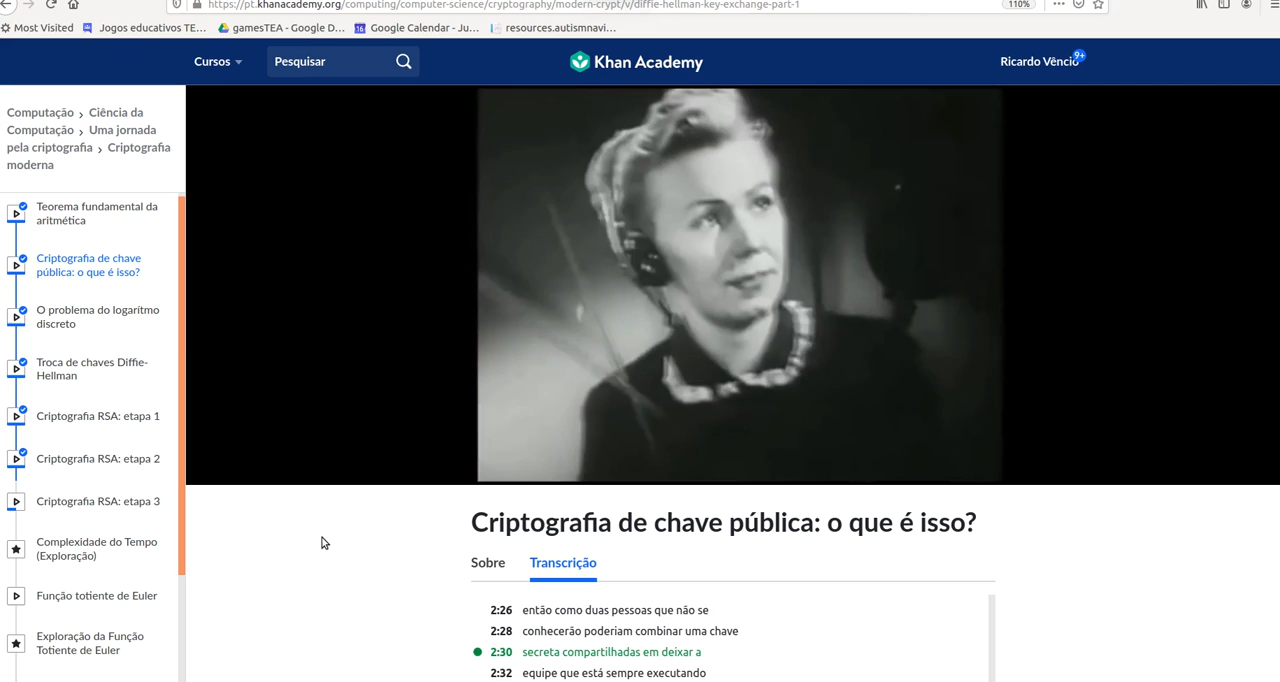 https://pt.khanacademy.org/computing/computer-science/cryptography/modern-crypt/v/diffie-hellman-key-exchange-part-1
110%
Most Visited
Jogos educativos TE...
gamesTEA - Google D...
16
Google Calendar - Ju...
resources.autismnavi...
Cursos
Pesquisar
Khan Academy
Ricardo Vêncio
9+
Computação › Ciência da
Computação › Uma jornada
pela criptografia › Criptografia
moderna
Teorema fundamental da
aritmética
Criptografia de chave
pública: o que é isso?
O problema do logarítmo
discreto
Troca de chaves Diffie-
Hellman
Criptografia RSA: etapa 1
Criptografia RSA: etapa 2
Criptografia RSA: etapa 3
Complexidade do Tempo
(Exploração)
Função totiente de Euler
Exploração da Função
Totiente de Euler
Criptografia de chave pública: o que é isso?
Sobre
Transcrição
2:26 então como duas pessoas que não se
2:28 conhecerão poderiam combinar uma chave
2:30 secreta compartilhadas em deixar a
2:32 equipe que está sempre executando